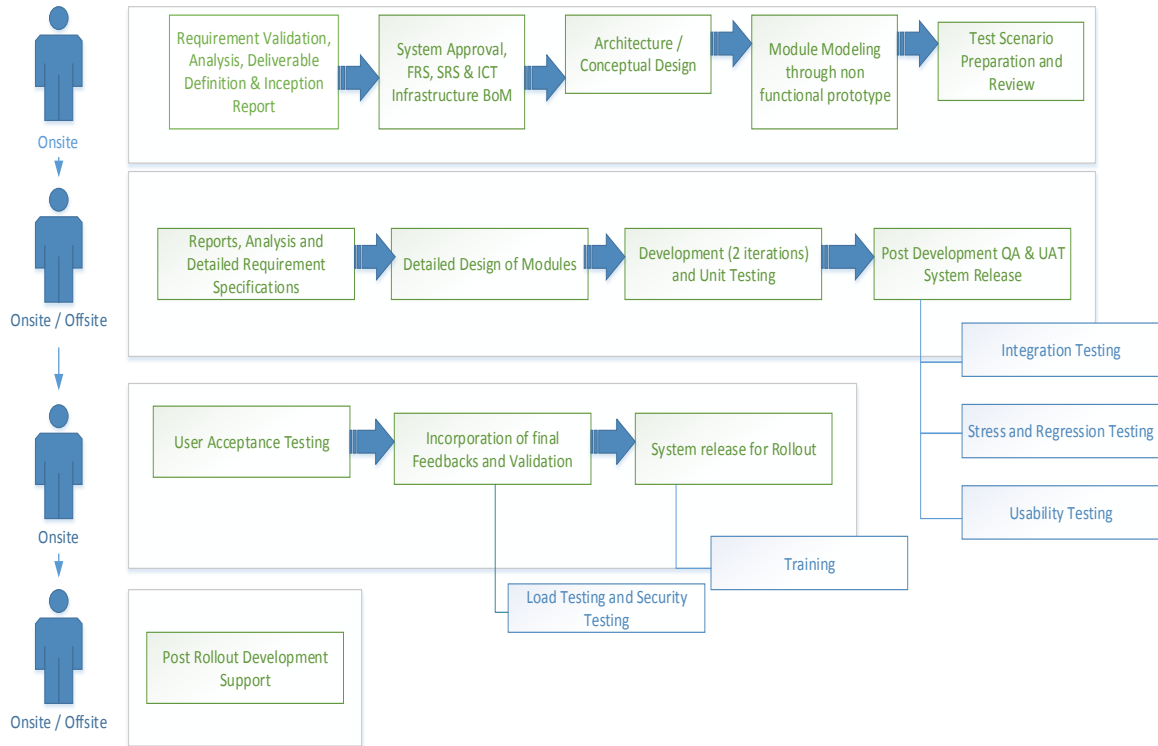 Requirement Validation,
Analysis, Deliverable
Definition & Inception
Report
System Approval,
FRS, SRS & ICT
Infrastructure BoM
Architecture /
Conceptual Design
Module Modeling
through non
functional prototype
Test Scenario
Preparation and
Review
Onsite
Reports, Analysis and
Detailed Requirement
Specifications
Detailed Design of Modules
Development (2 iterations)
and Unit Testing
Post Development QA & UAT
System Release
Onsite / Offsite
Integration Testing
Stress and Regression Testing
Usability Testing
User Acceptance Testing
Incorporation of final
Feedbacks and Validation
System release for Rollout
Onsite
Training
Load Testing and Security
Testing
Post Rollout Development
Support
Onsite / Offsite